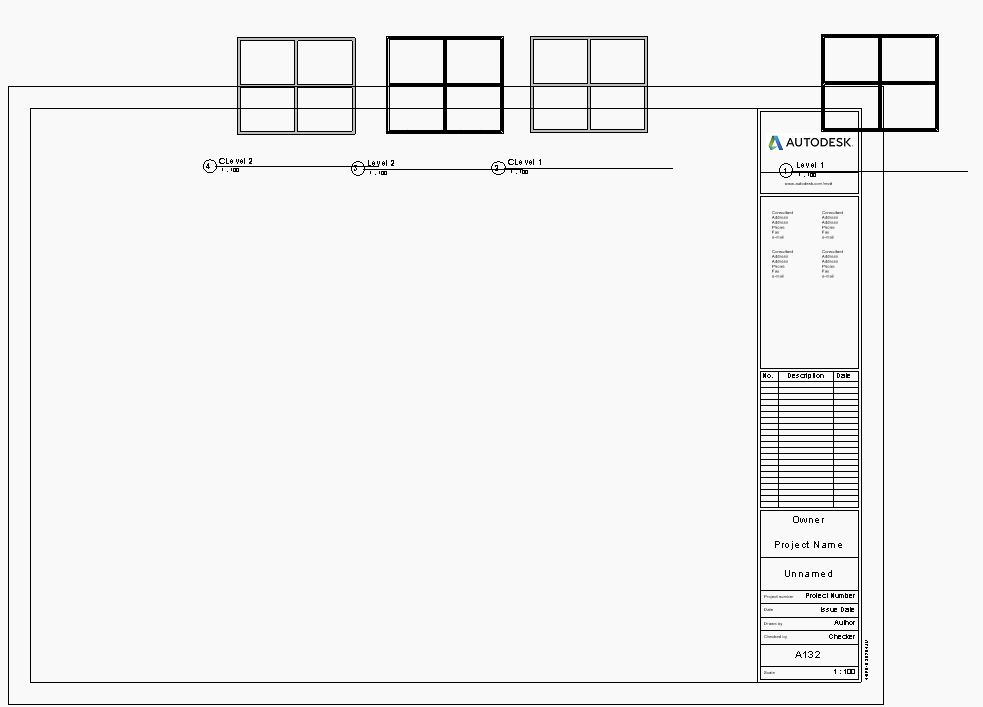 4 CLevel 2
1 : 100
3 Level 2
1 : 100
2 CLevel 1
1 : 100
AUTODESK.
1 Level 1
1 : 100
www.autodesk.com/revit
Consultant Consultant
Address Address
Address Address
Phone Phone
Fax Fax
e-mail e-mail
Consultant Consultant
Address Address
Address Address
Phone Phone
Fax Fax
e-mail e-mail
No. Description Date
Owner
Project Name
Unnamed
Project number Project Number
Date Issue Date
Drawn by Author
Checked by Checker
A132
Scale 1 : 100